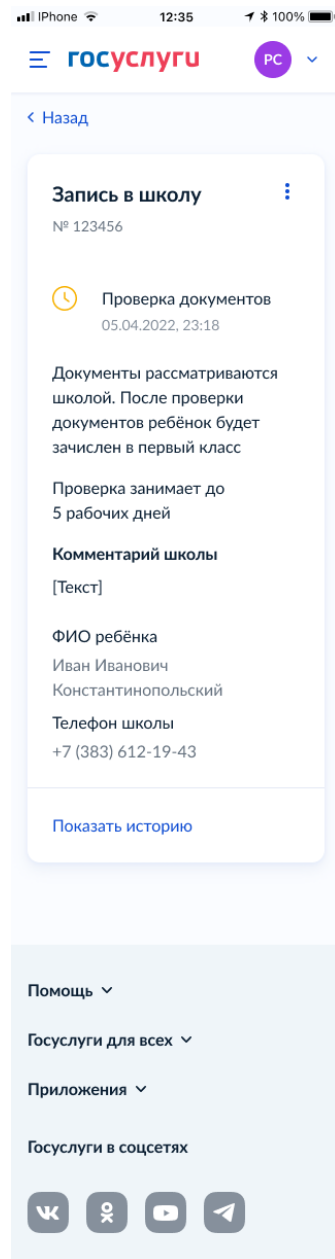 iPhone 12:35 100%
госуслуги РС
Назад
Запись в школу
№ 123456
Проверка документов
05.04.2022, 23:18
Документы рассматриваются
школой. После проверки
документов ребёнок будет
зачислен в первый класс
Проверка занимает до
5 рабочих дней
Комментарий школы
[Текст]
ФИО ребёнка
Иван Иванович
Константинопольский
Телефон школы
+7 (383) 612-19-43
Показать историю
Помощь
Госуслуги для всех
Приложения
Госуслуги в соцсетях